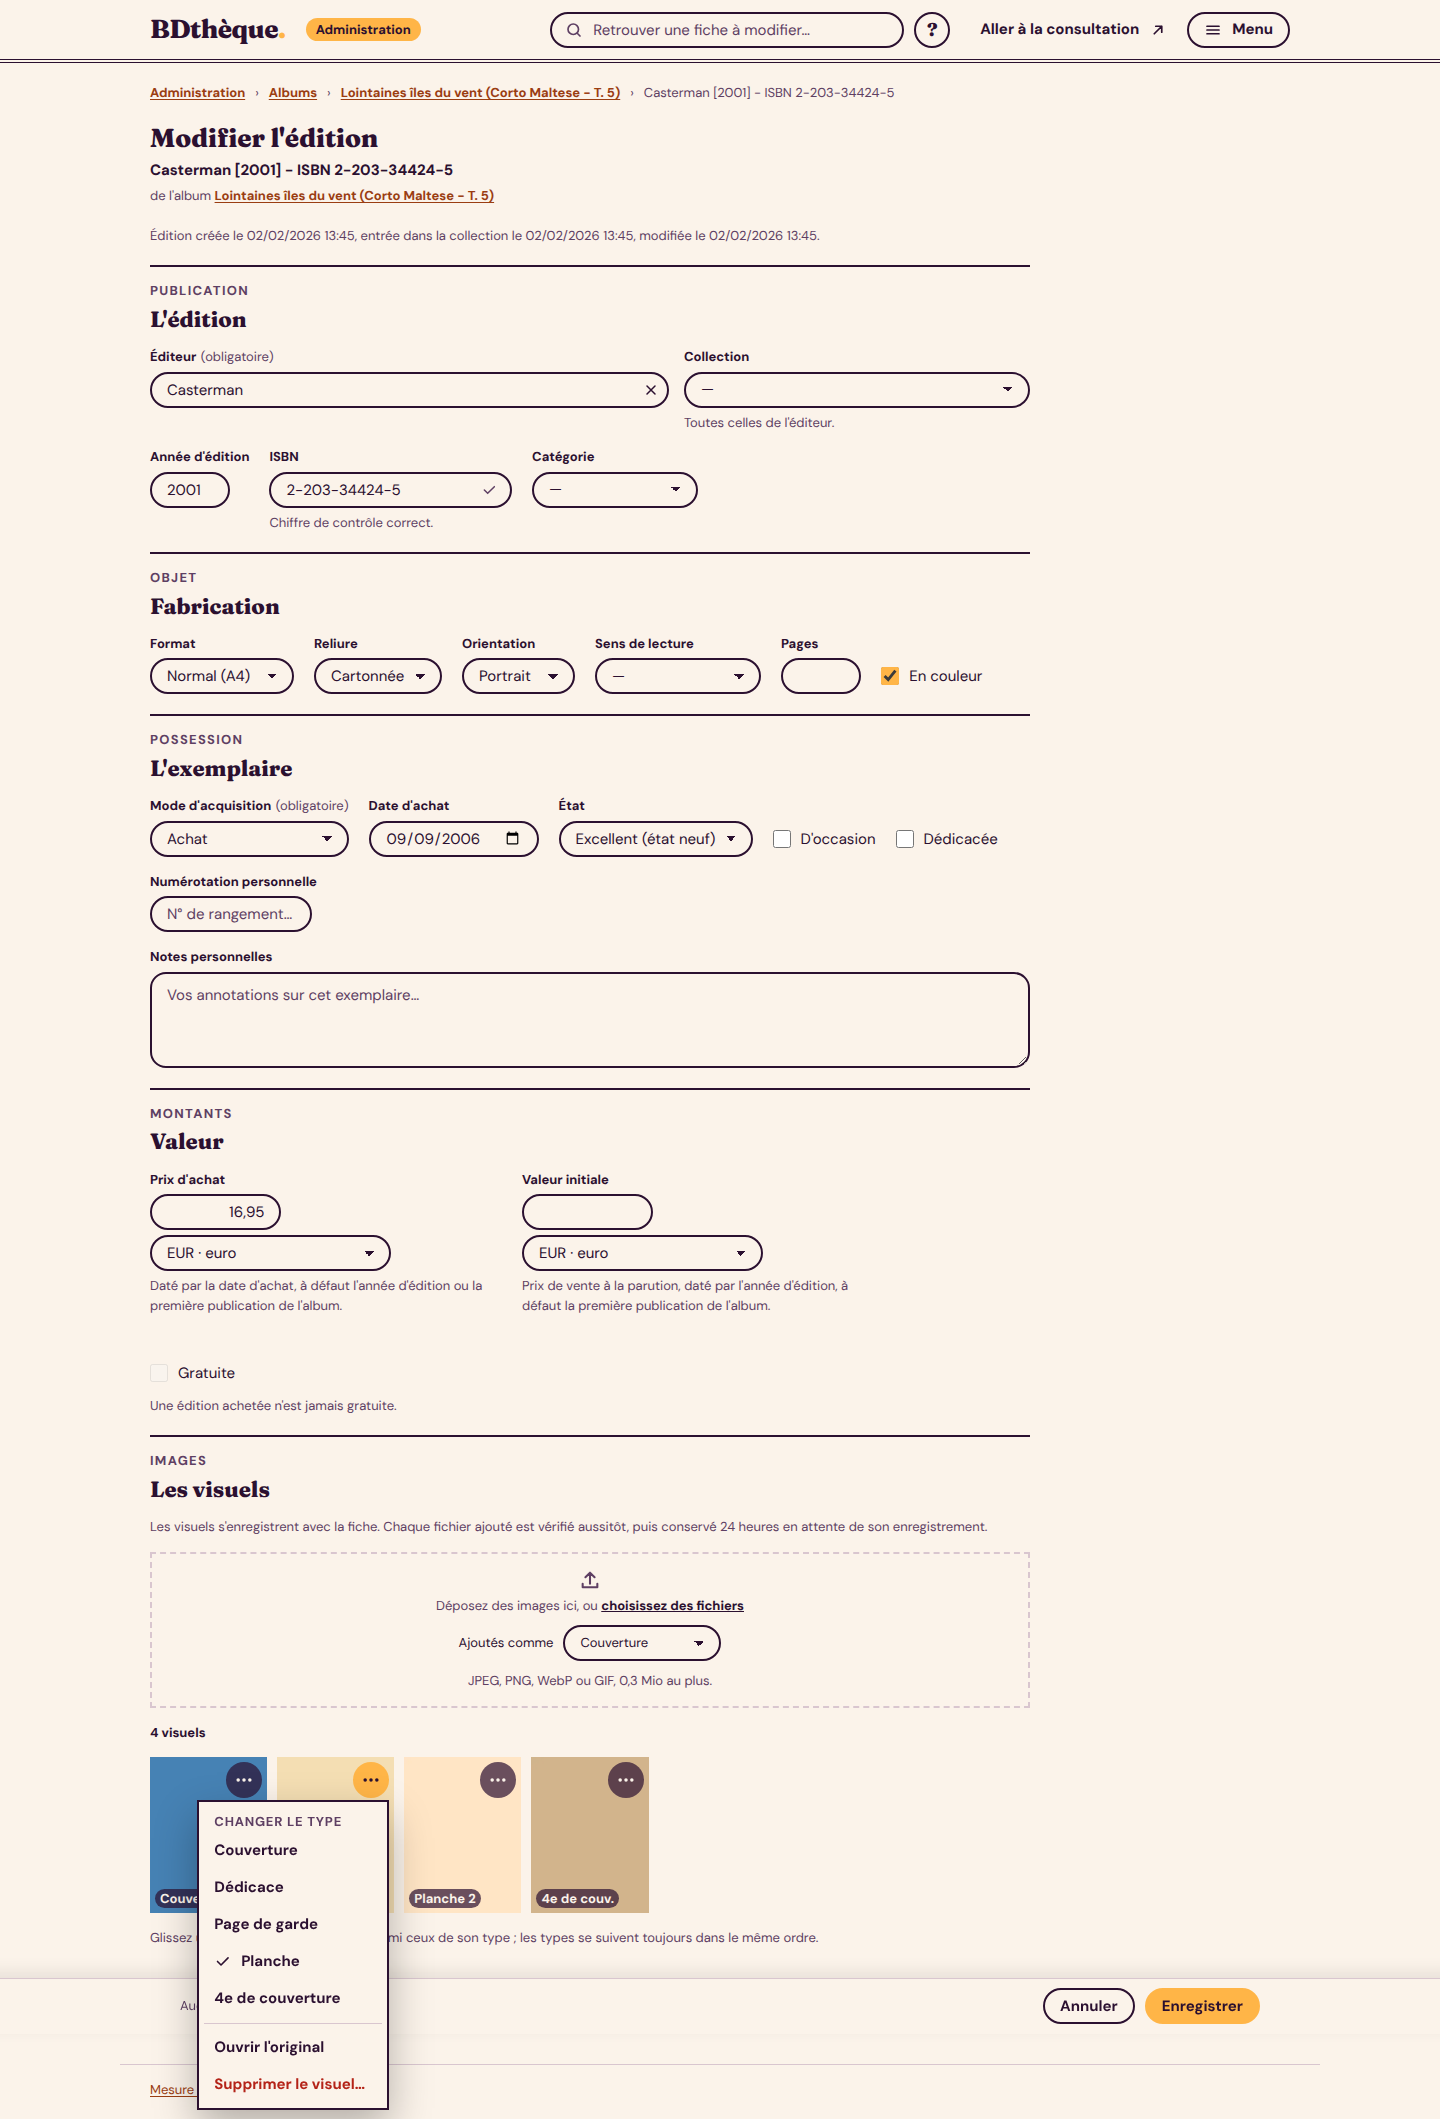 BDthèque. Administration Retrouver une fiche à modifier... ? Aller à la consultation Menu
Administration › Albums › Lointaines îles du vent (Corto Maltese - T. 5) › Casterman [2001] - ISBN 2-203-34424-5
Modifier l'édition
Casterman [2001] - ISBN 2-203-34424-5
de l'album Lointaines îles du vent (Corto Maltese - T. 5)
Édition créée le 02/02/2026 13:45, entrée dans la collection le 02/02/2026 13:45, modifiée le 02/02/2026 13:45.
PUBLICATION
L'édition
Éditeur (obligatoire) Collection
Casterman —
Toutes celles de l'éditeur.
Année d'édition ISBN Catégorie
2001 2-203-34424-5 —
Chiffre de contrôle correct.
OBJET
Fabrication
Format Reliure Orientation Sens de lecture Pages
Normal (A4) Cartonnée Portrait — En couleur
POSSESSION
L'exemplaire
Mode d'acquisition (obligatoire) Date d'achat État
Achat 09/09/2006 Excellent (état neuf) D'occasion Dédicacée
Numérotation personnelle
N° de rangement...
Notes personnelles
Vos annotations sur cet exemplaire...
MONTANTS
Valeur
Prix d'achat Valeur initiale
16,95
EUR · euro EUR · euro
Daté par la date d'achat, à défaut l'année d'édition ou la Prix de vente à la parution, daté par l'année d'édition, à
première publication de l'album. défaut la première publication de l'album.
Gratuite
Une édition achetée n'est jamais gratuite.
IMAGES
Les visuels
Les visuels s'enregistrent avec la fiche. Chaque fichier ajouté est vérifié aussitôt, puis conservé 24 heures en attente de son enregistrement.
Déposez des images ici, ou choisissez des fichiers
Ajoutés comme Couverture
JPEG, PNG, WebP ou GIF, 0,3 Mio au plus.
4 visuels
CHANGER LE TYPE
Couverture
Dédicace
Couve Planche 2 4e de couv.
Page de garde
Glissez mi ceux de son type ; les types se suivent toujours dans le même ordre.
Planche
4e de couverture
Au Annuler Enregistrer
Ouvrir l'original
Supprimer le visuel...
Mesure